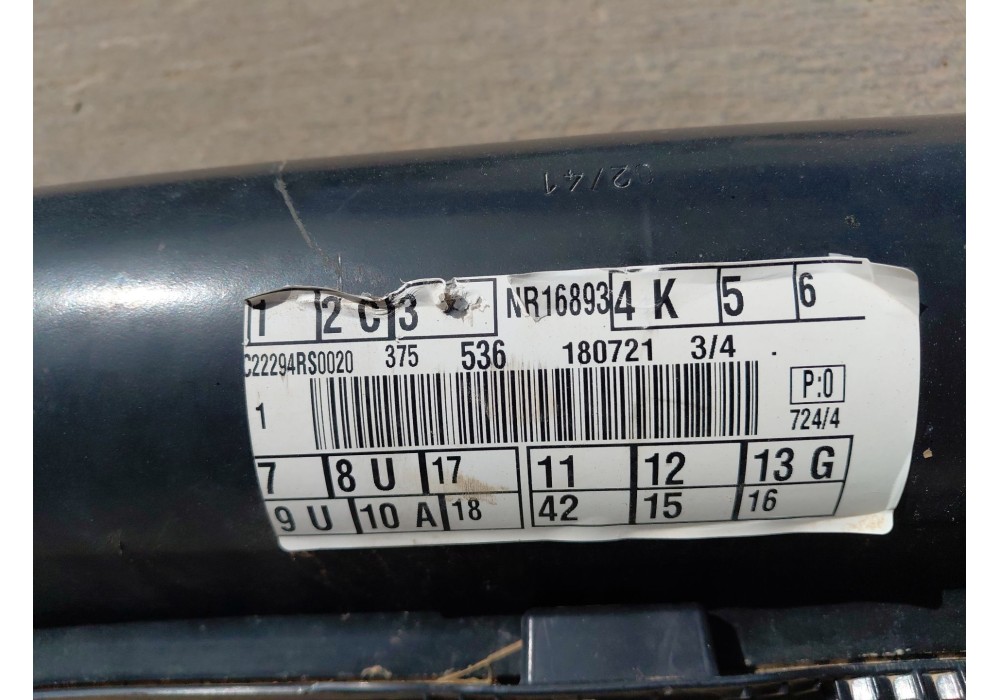 2/41
1 2 C 3 NR16893 4 K 5 6
C22294RS0020 375 536 180721 3/4 .
1 P:0
724/4
7 8 U 17 11 12 13 G
9 U 10 A 18 42 15 16